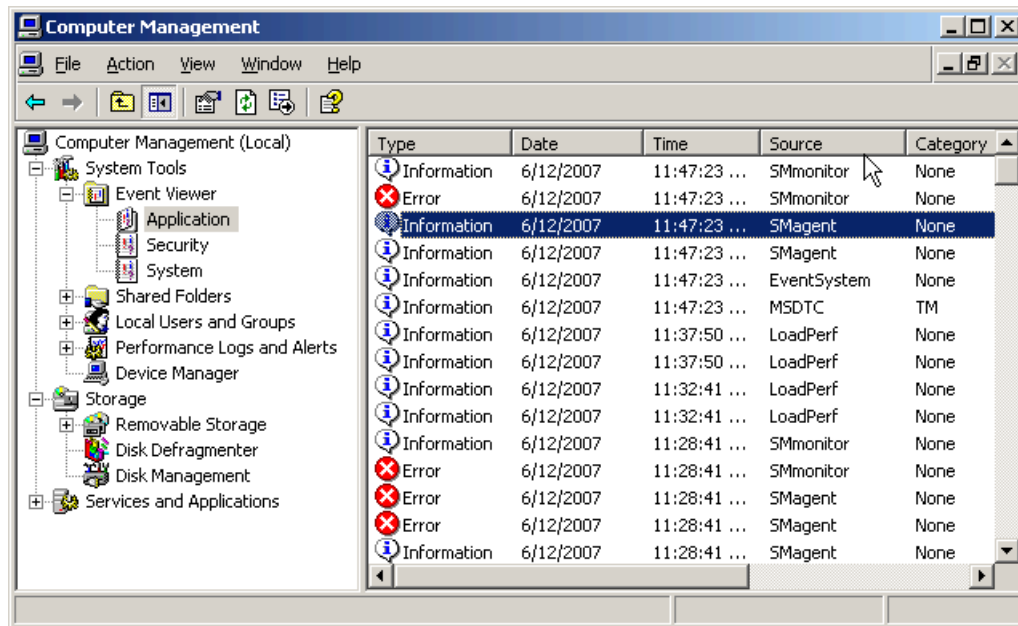 Computer Management
File Action View Window Help
Computer Management (Local)
System Tools
Event Viewer
Application
Security
System
Shared Folders
Local Users and Groups
Performance Logs and Alerts
Device Manager
Storage
Removable Storage
Disk Defragmenter
Disk Management
Services and Applications
Type Date Time Source Category
Information 6/12/2007 11:47:23 ... SMmonitor None
Error 6/12/2007 11:47:23 ... SMmonitor None
Information 6/12/2007 11:47:23 ... SMagent None
Information 6/12/2007 11:47:23 ... SMagent None
Information 6/12/2007 11:47:23 ... EventSystem None
Information 6/12/2007 11:47:23 ... MSDTC TM
Information 6/12/2007 11:37:50 ... LoadPerf None
Information 6/12/2007 11:37:50 ... LoadPerf None
Information 6/12/2007 11:32:41 ... LoadPerf None
Information 6/12/2007 11:32:41 ... LoadPerf None
Information 6/12/2007 11:28:41 ... SMmonitor None
Error 6/12/2007 11:28:41 ... SMmonitor None
Error 6/12/2007 11:28:41 ... SMagent None
Error 6/12/2007 11:28:41 ... SMagent None
Information 6/12/2007 11:28:41 ... SMagent None